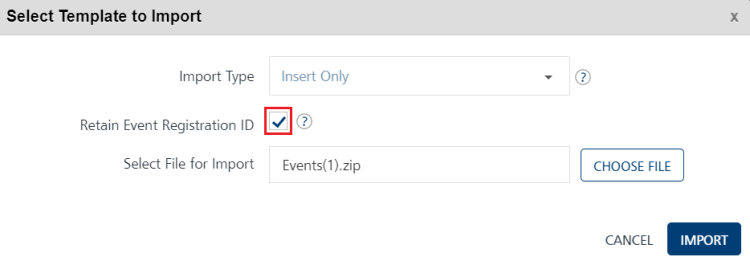 Select Template to Import x
Import Type Insert Only ?
Retain Event Registration ID ?
Select File for Import Events(1).zip CHOOSE FILE
CANCEL IMPORT